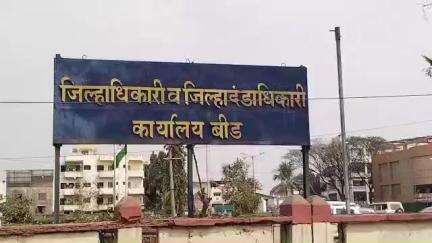 जिल्हाधिकारी व जिल्हादंडाधिकारी
कार्यालय बीड